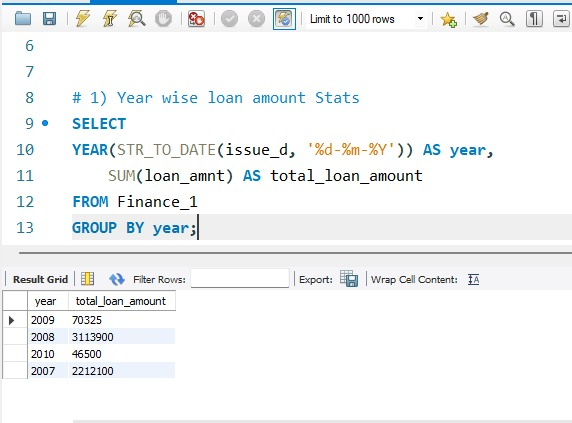 Limit to 1000 rows
6
7
8 # 1) Year wise loan amount Stats
9 SELECT
10 YEAR(STR_TO_DATE(issue_d, '%d-%m-%Y')) AS year,
11 SUM(loan_amnt) AS total_loan_amount
12 FROM Finance_1
13 GROUP BY year;
Result Grid Filter Rows: Export: Wrap Cell Content:
year total_loan_amount
2009 70325
2008 3113900
2010 46500
2007 2212100